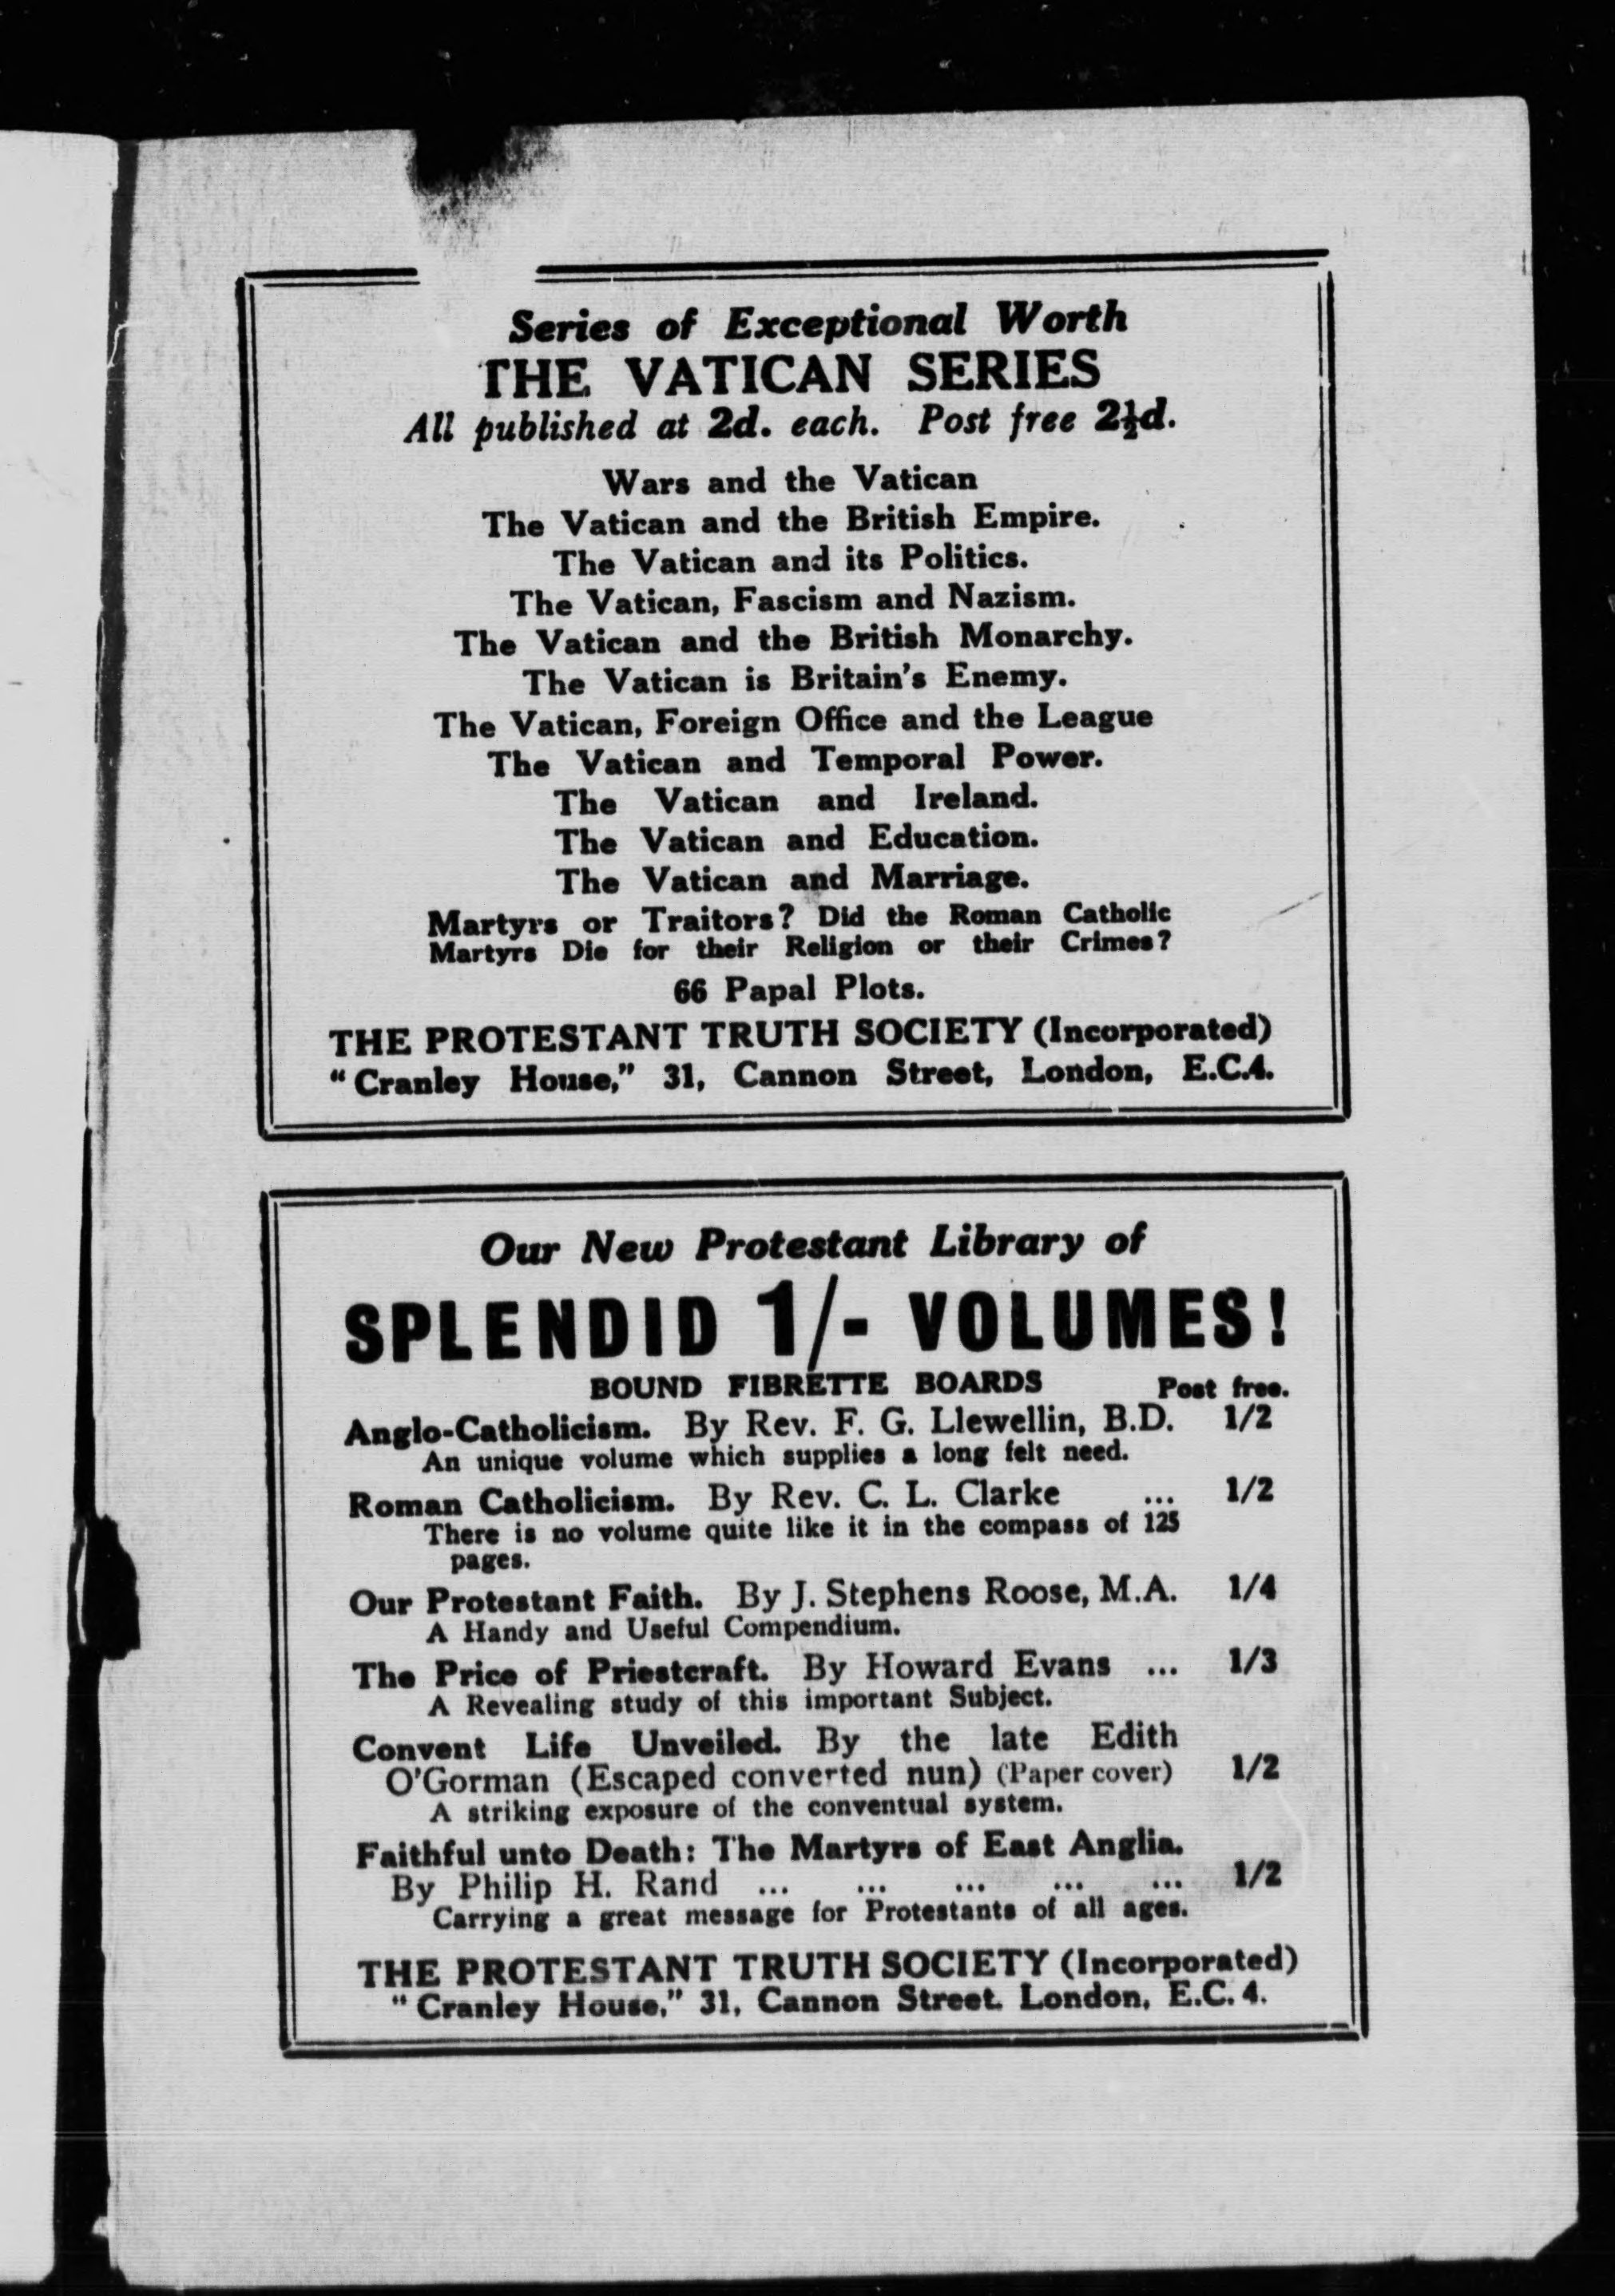 Series of Exceptional Worth
THE VATICAN SERIES
All published at 2d. each. Post free 2½d.
Wars and the Vatican
The Vatican and the British Empire.
The Vatican and its Politics.
The Vatican, Fascism and Nazism.
The Vatican and the British Monarchy.
The Vatican is Britain's Enemy.
The Vatican, Foreign Office and the League
The Vatican and Temporal Power.
The Vatican and Ireland.
The Vatican and Education.
The Vatican and Marriage.
Martyrs or Traitors? Did the Roman Catholic
Martyrs Die for their Religion or their Crimes?
66 Papal Plots.
THE PROTESTANT TRUTH SOCIETY (Incorporated)
"Cranley House," 31, Cannon Street, London, E.C.4.
Our New Protestant Library of
SPLENDID 1/- VOLUMES!
BOUND FIBRETTE BOARDS Post free.
Anglo-Catholicism. By Rev. F. G. Llewellin, B.D. 1/2
An unique volume which supplies a long felt need.
Roman Catholicism. By Rev. C. L. Clarke ... 1/2
There is no volume quite like it in the compass of 125
pages.
Our Protestant Faith. By J. Stephens Roose, M.A. 1/4
A Handy and Useful Compendium.
The Price of Priestcraft. By Howard Evans ... 1/3
A Revealing study of this important Subject.
Convent Life Unveiled. By the late Edith
O'Gorman (Escaped converted nun) (Paper cover) 1/2
A striking exposure of the conventual system.
Faithful unto Death: The Martyrs of East Anglia.
By Philip H. Rand ... ... ... ... ... 1/2
Carrying a great message for Protestants of all ages.
THE PROTESTANT TRUTH SOCIETY (Incorporated)
"Cranley House," 31, Cannon Street. London, E.C. 4.